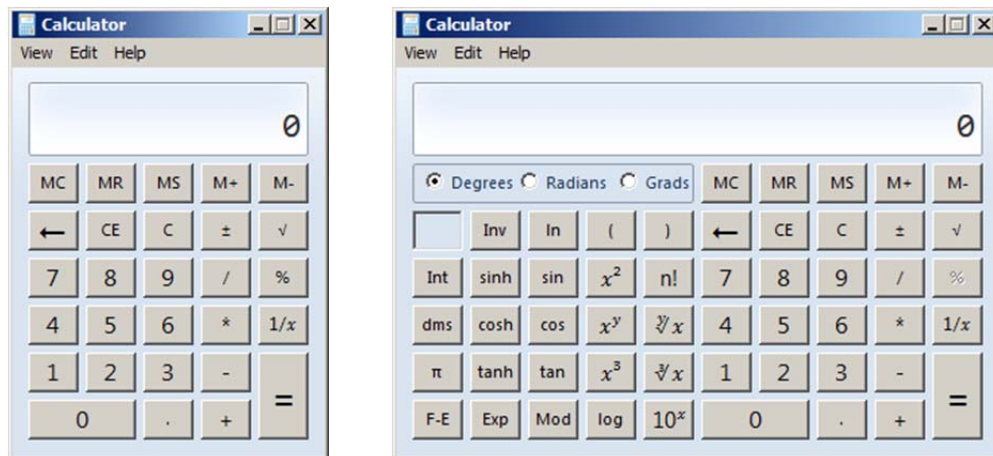 Calculator
View Edit Help
0
MC MR MS M+ M-
← CE C ± √
7 8 9 / %
4 5 6 * 1/x
1 2 3 -
0 . + =
Calculator
View Edit Help
0
Degrees Radians Grads MC MR MS M+ M-
Inv ln ( ) ← CE C ± √
Int sinh sin x² n! 7 8 9 / %
dms cosh cos xʸ ʸ√x 4 5 6 * 1/x
π tanh tan x³ ³√x 1 2 3 -
F-E Exp Mod log 10ˣ 0 . + =